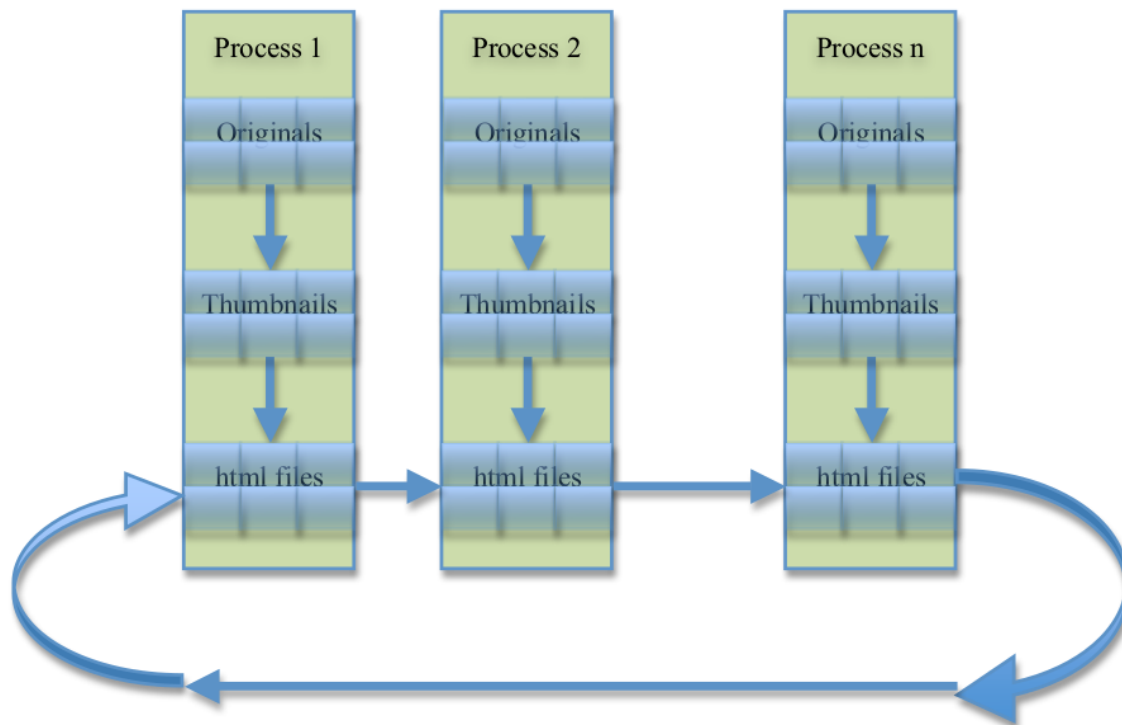 Process 1
Process 2
Process n
Originals
Originals
Originals
Thumbnails
Thumbnails
Thumbnails
html files
html files
html files